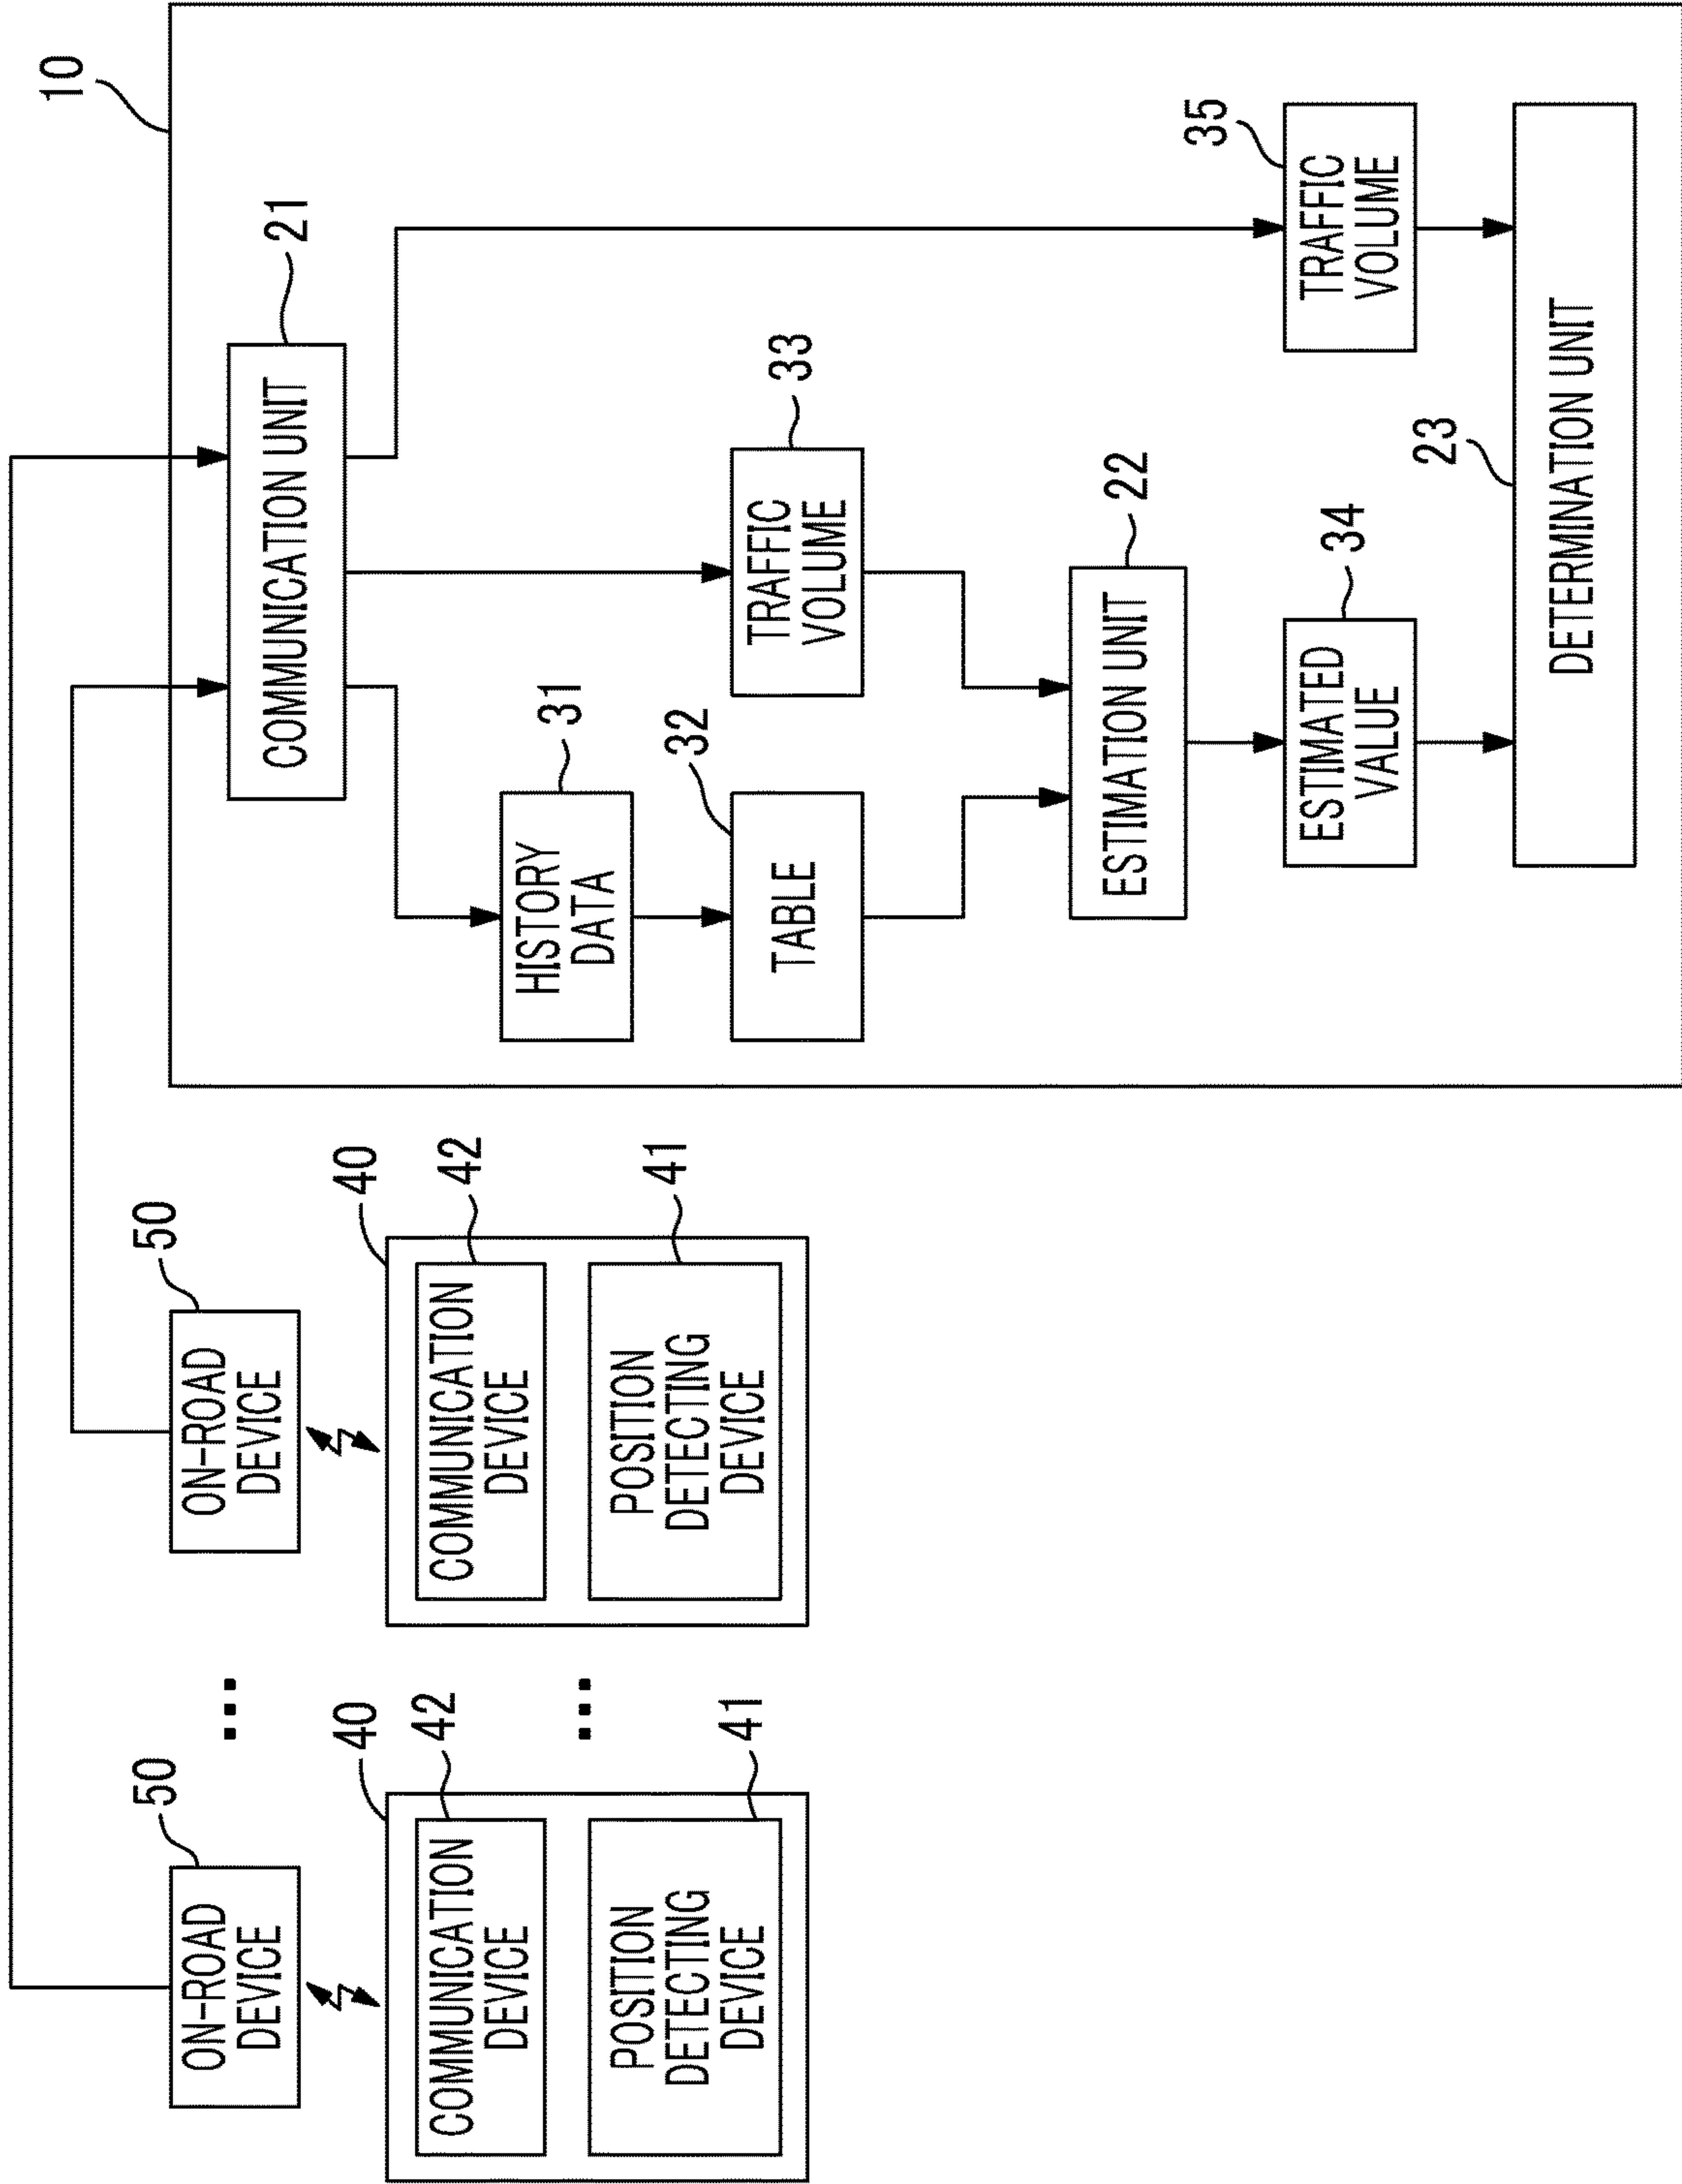 10
COMMUNICATION UNIT
21
HISTORY
DATA
31
TABLE
32
TRAFFIC
VOLUME
33
ESTIMATION UNIT
22
ESTIMATED
VALUE
34
TRAFFIC
VOLUME
35
DETERMINATION UNIT
23
ON-ROAD
DEVICE
50
40
COMMUNICATION
DEVICE
42
POSITION
DETECTING
DEVICE
41
...
...
ON-ROAD
DEVICE
50
40
COMMUNICATION
DEVICE
42
POSITION
DETECTING
DEVICE
41